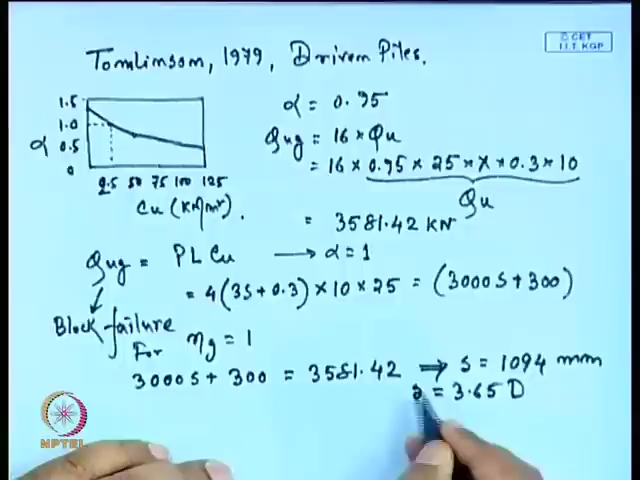 © CET
I.I.T. KGP
Tomlinson, 1979, Driven Piles.
1.5
1.0
0.5
0
α
25 50 75 100 125
Cu (kN/m²).
α = 0.95
Qug = 16 × Qu
= 16 × 0.95 × 25 × π × 0.3 × 10
Qu
= 3581.42 kN
Qug = PLCu → α = 1
= 4(3S+0.3) × 10 × 25 = (3000S+300)
Block failure
For ηg = 1
3000S + 300 = 3581.42 ⇒ S = 1094 mm
S = 3.65 D
NPTEL